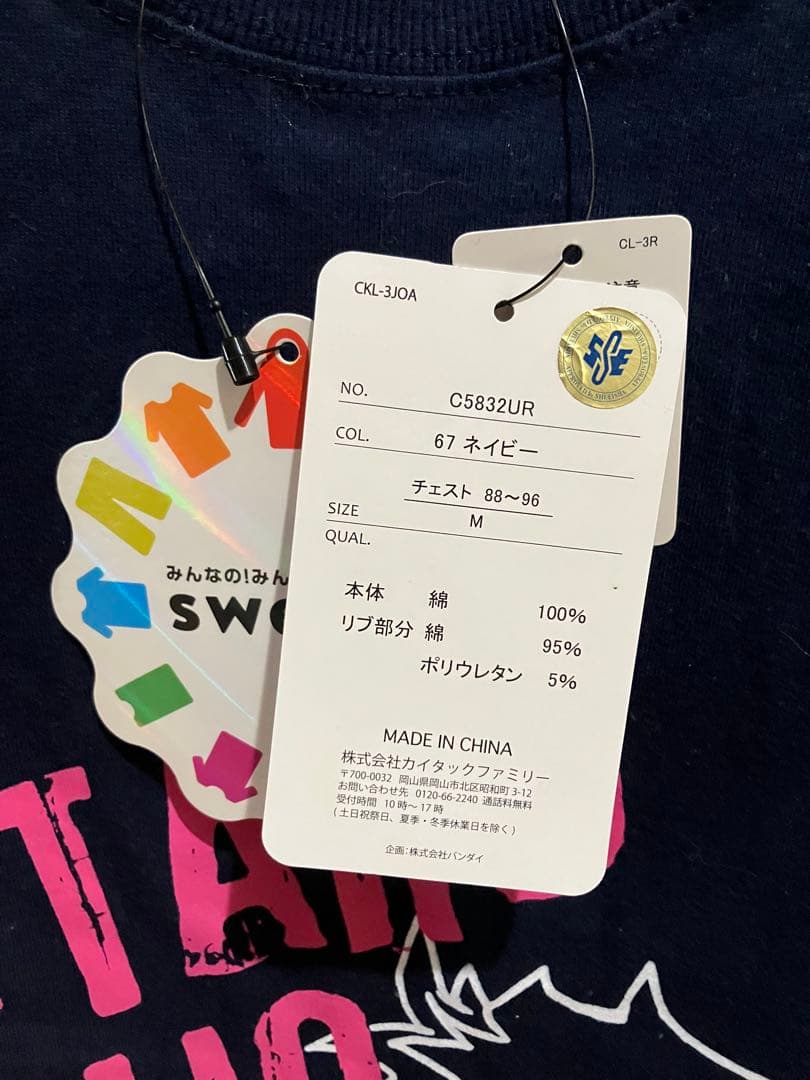 CL-3R
CKL-3JOA
NO. C5832UR
COL. 67 ネイビー
チェスト 88～96
SIZE M
QUAL.
本体 綿 100%
リブ部分 綿 95%
ポリウレタン 5%
MADE IN CHINA
株式会社カイタックファミリー
〒700-0032 岡山県岡山市北区昭和町 3-12
お問い合わせ先 0120-66-2240 通話料無料
受付時間 10時～17時
(土日祝祭日、夏季・冬季休業日を除く)
企画：株式会社バンダイ
みんなの!みん